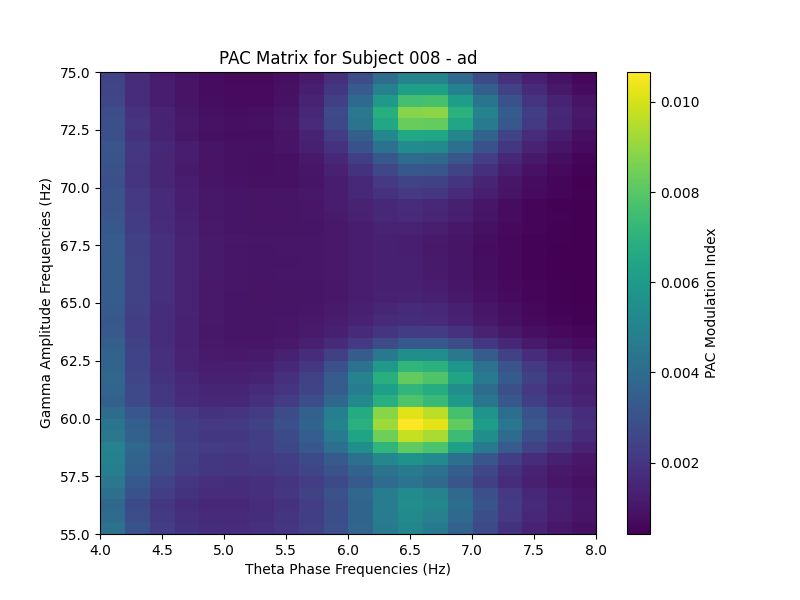 PAC Matrix for Subject 008 - ad
75.0
72.5
70.0
67.5
65.0
62.5
60.0
57.5
55.0
Gamma Amplitude Frequencies (Hz)
4.0 4.5 5.0 5.5 6.0 6.5 7.0 7.5 8.0
Theta Phase Frequencies (Hz)
0.010
0.008
0.006
0.004
0.002
PAC Modulation Index